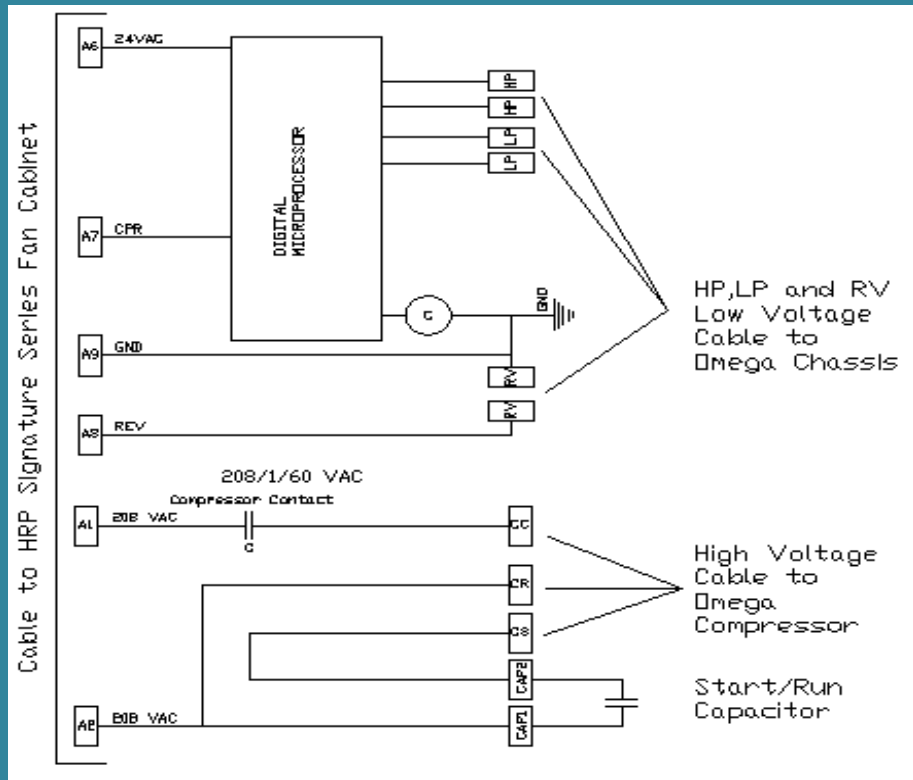 Cable to HRP Signature Series Fan Cabinet
A6
24VAC
DIGITAL
MICROPROCESSOR
HP
HP
LP
LP
A7
CPR
C
GND
A9
GND
RV
RV
A8
REV
HP,LP and RV
Low Voltage
Cable to
Omega Chassis
208/1/60 VAC
Compressor Contact
A1
208 VAC
C
CC
CR
CS
CAP2
CAP1
High Voltage
Cable to
Omega
Compressor
Start/Run
Capacitor
A2
208 VAC